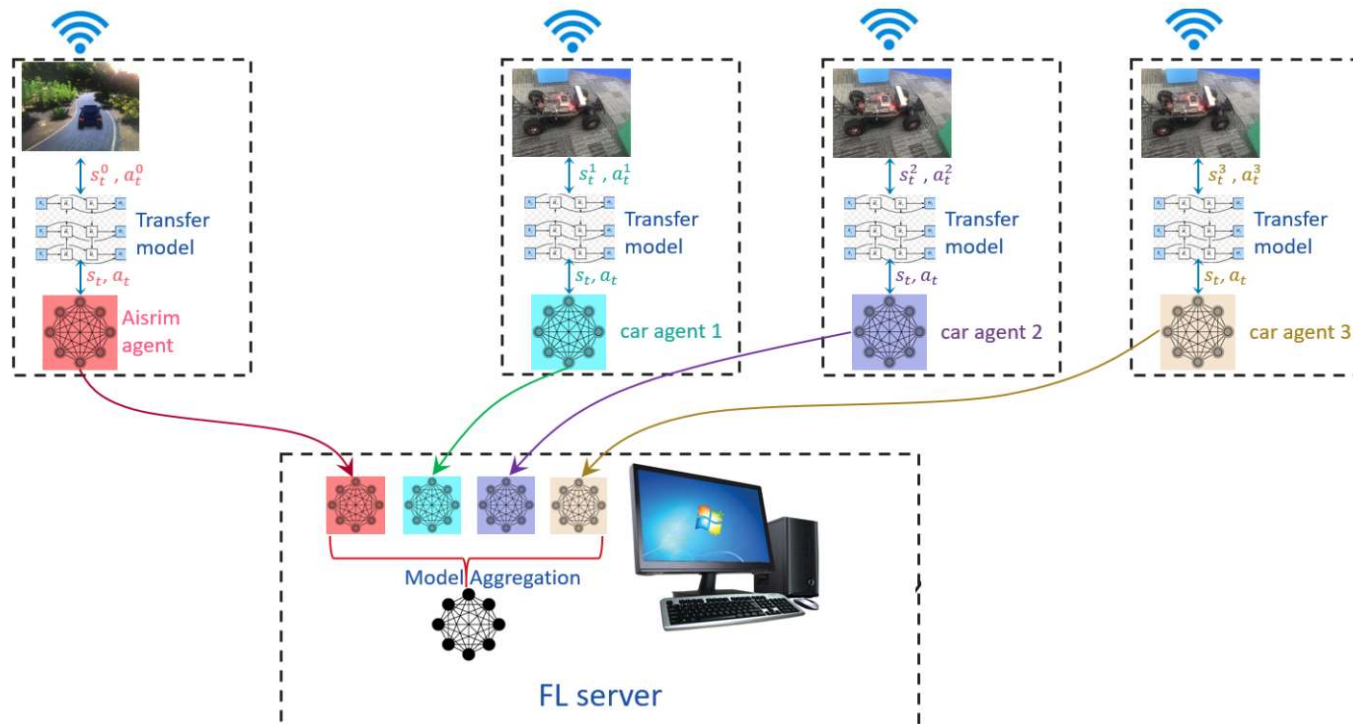 s_t^0 , a_t^0
s_t^1 , a_t^1
s_t^2 , a_t^2
s_t^3 , a_t^3
Transfer
model
Transfer
model
Transfer
model
Transfer
model
s_t, a_t
s_t, a_t
s_t, a_t
s_t, a_t
Aisrim
agent
car agent 1
car agent 2
car agent 3
Model Aggregation
FL server